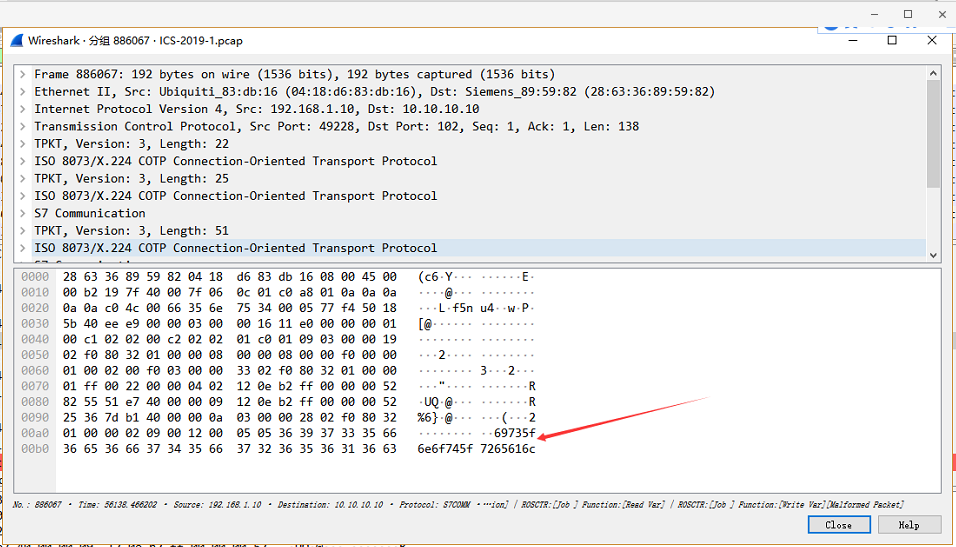 Wireshark · 分组 886067 · ICS-2019-1.pcap
Frame 886067: 192 bytes on wire (1536 bits), 192 bytes captured (1536 bits)
Ethernet II, Src: Ubiquiti_83:db:16 (04:18:d6:83:db:16), Dst: Siemens_89:59:82 (28:63:36:89:59:82)
Internet Protocol Version 4, Src: 192.168.1.10, Dst: 10.10.10.10
Transmission Control Protocol, Src Port: 49228, Dst Port: 102, Seq: 1, Ack: 1, Len: 138
TPKT, Version: 3, Length: 22
ISO 8073/X.224 COTP Connection-Oriented Transport Protocol
TPKT, Version: 3, Length: 25
ISO 8073/X.224 COTP Connection-Oriented Transport Protocol
S7 Communication
TPKT, Version: 3, Length: 51
ISO 8073/X.224 COTP Connection-Oriented Transport Protocol
0000 28 63 36 89 59 82 04 18 d6 83 db 16 08 00 45 00 (c6·Y··· ······E·
0010 00 b2 19 7f 40 00 7f 06 0c 01 c0 a8 01 0a 0a 0a ····@··· ········
0020 0a 0a c0 4c 00 66 35 6e 75 34 00 05 77 f4 50 18 ···L·f5n u4··w·P·
0030 5b 40 ee e9 00 00 03 00 00 16 11 e0 00 00 00 01 [@······ ········
0040 00 c1 02 02 00 c2 02 02 01 c0 01 09 03 00 00 19 ········ ········
0050 02 f0 80 32 01 00 00 08 00 00 08 00 00 f0 00 00 ···2···· ········
0060 01 00 02 00 f0 03 00 00 33 02 f0 80 32 01 00 00 ········ 3···2···
0070 01 ff 00 22 00 00 04 02 12 0e b2 ff 00 00 00 52 ···"···· ·······R
0080 82 55 51 e7 40 00 00 09 12 0e b2 ff 00 00 00 52 ·UQ·@··· ·······R
0090 25 36 7d b1 40 00 00 0a 03 00 00 28 02 f0 80 32 %6}·@··· ···(···2
00a0 01 00 00 02 09 00 12 00 05 05 36 39 37 33 35 66 ········ ··69735f
00b0 36 65 36 66 37 34 35 66 37 32 36 35 36 31 36 63 6e6f745f 7265616c
No.: 886067 · Time: 56138.466202 · Source: 192.168.1.10 · Destination: 10.10.10.10 · Protocol: S7COMM ·⋯ion] | ROSCTR:[Job ] Function:[Read Var] | ROSCTR:[Job ] Function:[Write Var][Malformed Packet]
Close Help